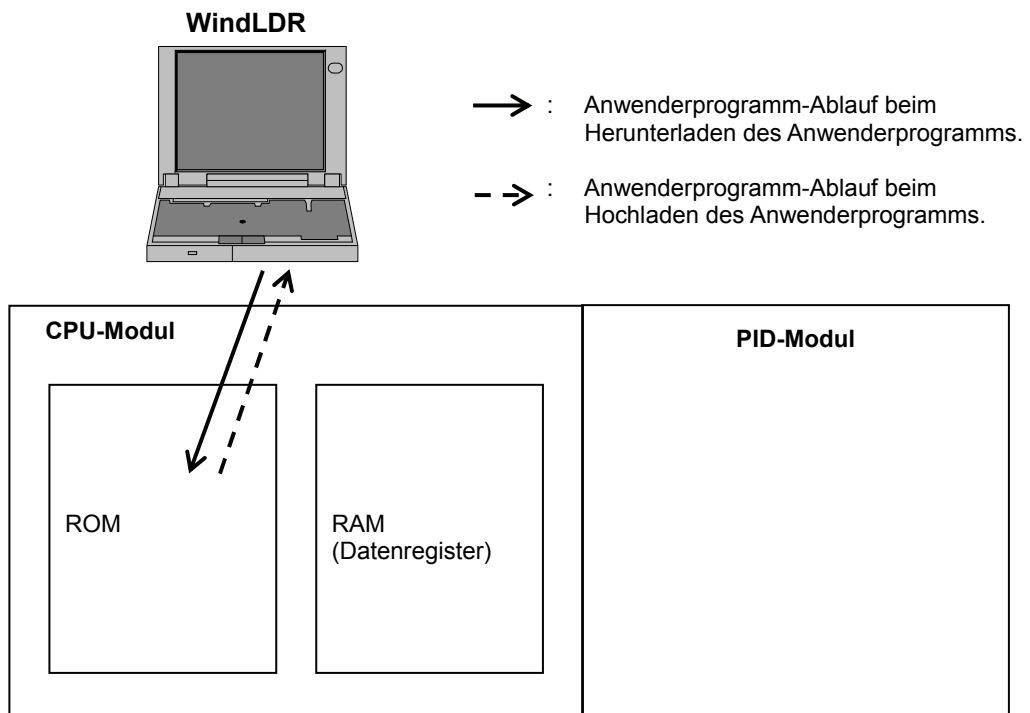 WindLDR
: Anwenderprogramm-Ablauf beim
Herunterladen des Anwenderprogramms.
: Anwenderprogramm-Ablauf beim
Hochladen des Anwenderprogramms.
CPU-Modul
PID-Modul
ROM
RAM
(Datenregister)